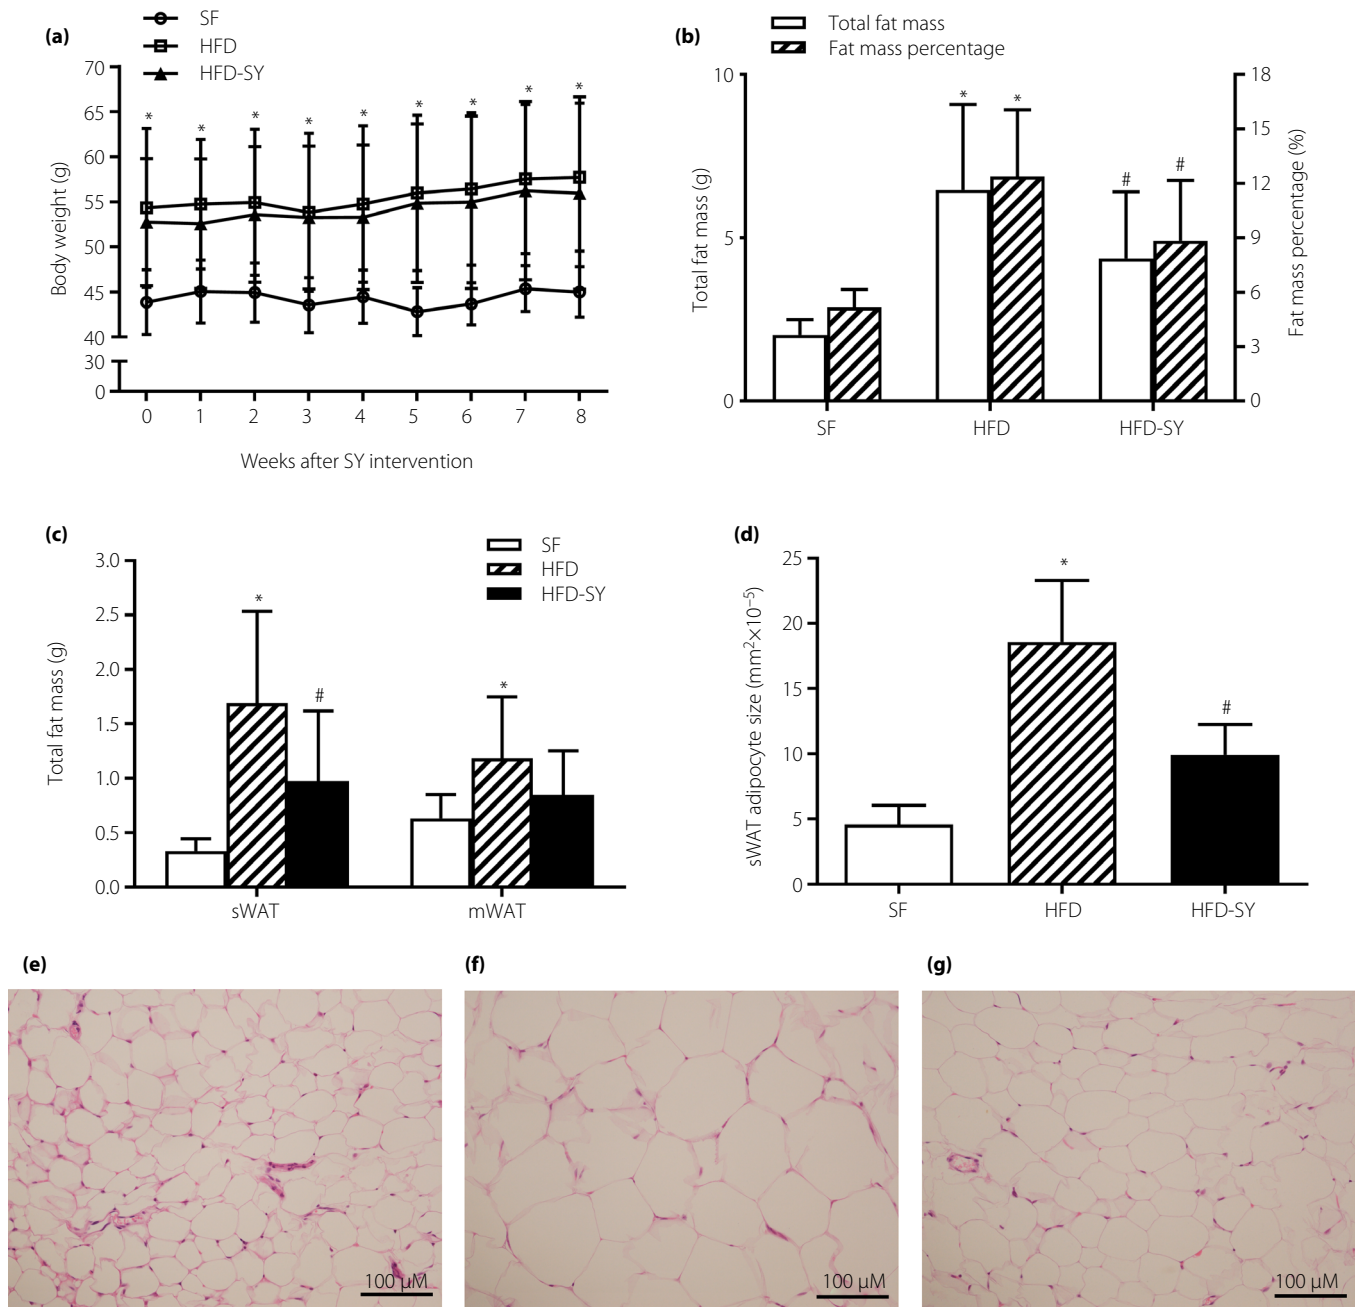 (a)
SF
HFD
HFD-SY
70
65
60
55
50
45
40
30
0
Body weight (g)
* * * * * * * * *
0 1 2 3 4 5 6 7 8
Weeks after SY intervention
(b)
Total fat mass
Fat mass percentage
10
5
0
Total fat mass (g)
* *
# #
18
15
12
9
6
3
0
Fat mass percentage (%)
SF HFD HFD-SY
(c)
SF
HFD
HFD-SY
3.0
2.5
2.0
1.5
1.0
0.5
0.0
Total fat mass (g)
* # *
sWAT mWAT
(d)
25
20
15
10
5
0
sWAT adipocyte size (mm²×10⁻⁵)
* #
SF HFD HFD-SY
(e)
100 μM
(f)
100 μM
(g)
100 μM